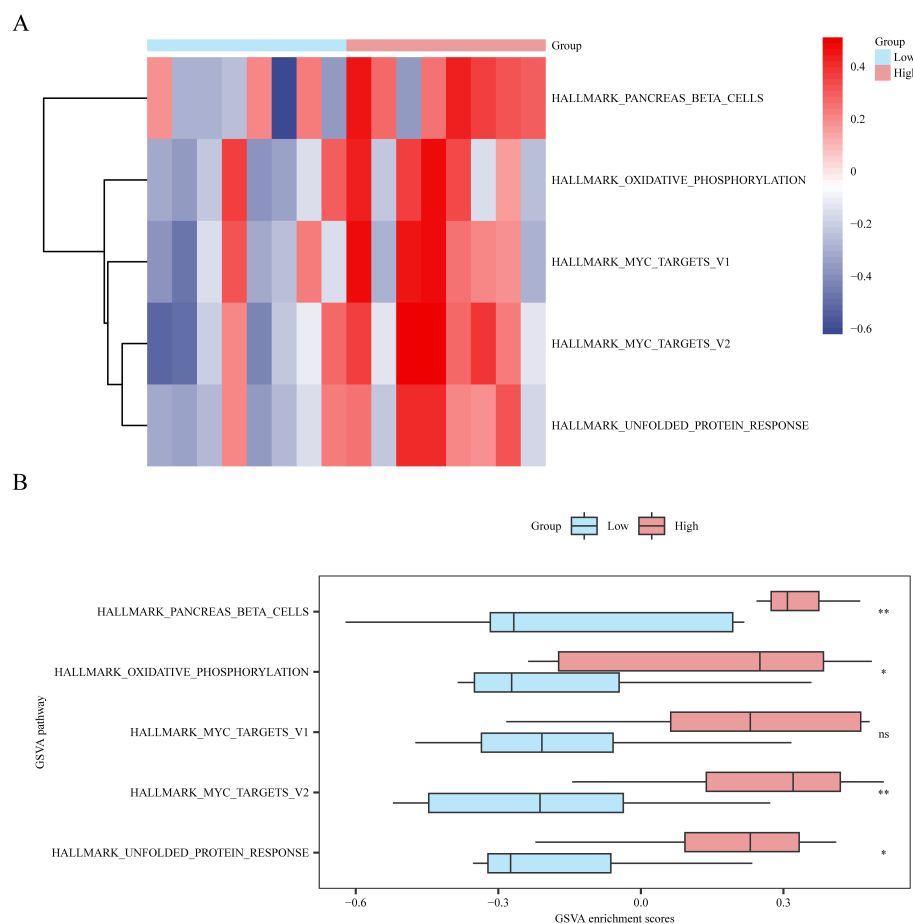 A
Group
HALLMARK_PANCREAS_BETA_CELLS
HALLMARK_OXIDATIVE_PHOSPHORYLATION
HALLMARK_MYC_TARGETS_V1
HALLMARK_MYC_TARGETS_V2
HALLMARK_UNFOLDED_PROTEIN_RESPONSE
0.4
0.2
0
−0.2
−0.4
−0.6
Group
Low
High
B
Group Low High
HALLMARK_PANCREAS_BETA_CELLS **
HALLMARK_OXIDATIVE_PHOSPHORYLATION *
HALLMARK_MYC_TARGETS_V1 ns
HALLMARK_MYC_TARGETS_V2 **
HALLMARK_UNFOLDED_PROTEIN_RESPONSE *
GSVA pathway
−0.6 −0.3 0.0 0.3
GSVA enrichment scores